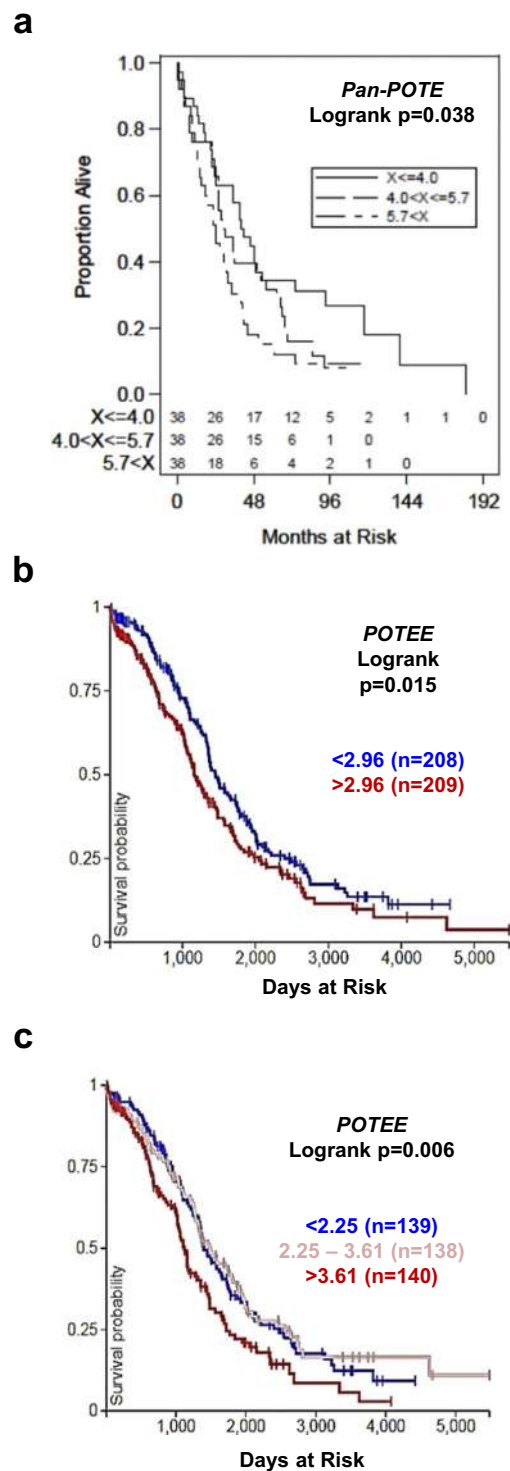 a
Pan-POTE
Logrank p=0.038
X<=4.0
4.0<X<=5.7
5.7<X
Proportion Alive
1.0
0.8
0.6
0.4
0.2
0.0
X<=4.0 38 26 17 12 5 2 1 1 0
4.0<X<=5.7 38 26 15 6 1 0
5.7<X 38 18 6 4 2 1 0
0 48 96 144 192
Months at Risk
b
POTEE
Logrank
p=0.015
<2.96 (n=208)
>2.96 (n=209)
Survival probability
1
0.75
0.5
0.25
0
1,000 2,000 3,000 4,000 5,000
Days at Risk
c
POTEE
Logrank p=0.006
<2.25 (n=139)
2.25 – 3.61 (n=138)
>3.61 (n=140)
Survival probability
1
0.75
0.5
0.25
0
1,000 2,000 3,000 4,000 5,000
Days at Risk